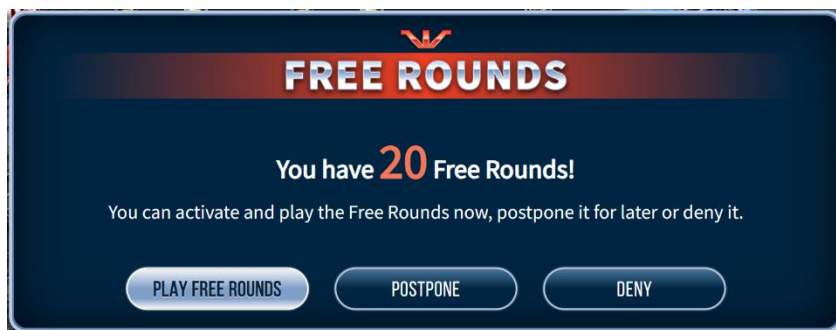 FREE ROUNDS
You have 20 Free Rounds!
You can activate and play the Free Rounds now, postpone it for later or deny it.
PLAY FREE ROUNDS
POSTPONE
DENY